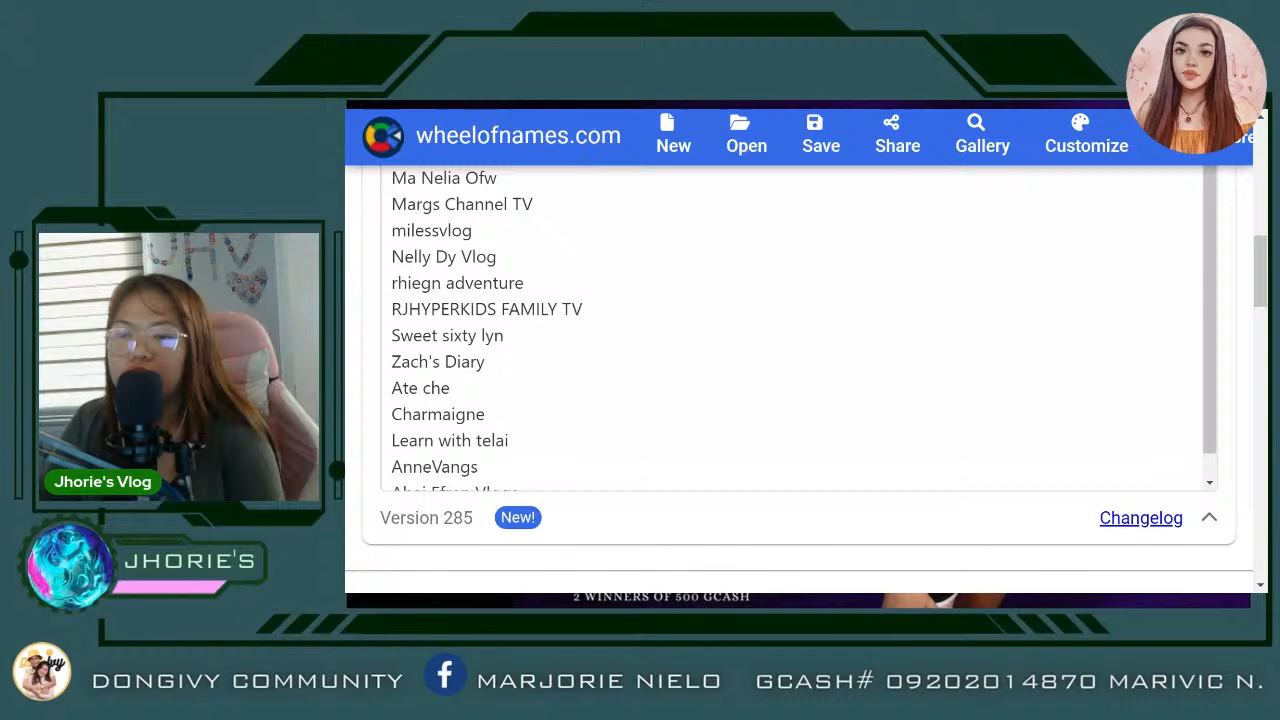 wheelofnames.com
New
Open
Save
Share
Gallery
Customize
Ma Nelia Ofw
Margs Channel TV
milessvlog
Nelly Dy Vlog
rhiegn adventure
RJHYPERKIDS FAMILY TV
Sweet sixty lyn
Zach's Diary
Ate che
Charmaigne
Learn with telai
AnneVangs
Version 285
New!
Changelog
2 WINNERS OF 500 GCASH
JHV
Jhorie's Vlog
JHORIE'S
DONGIVY COMMUNITY
MARJORIE NIELO
GCASH# 09202014870 MARIVIC N.